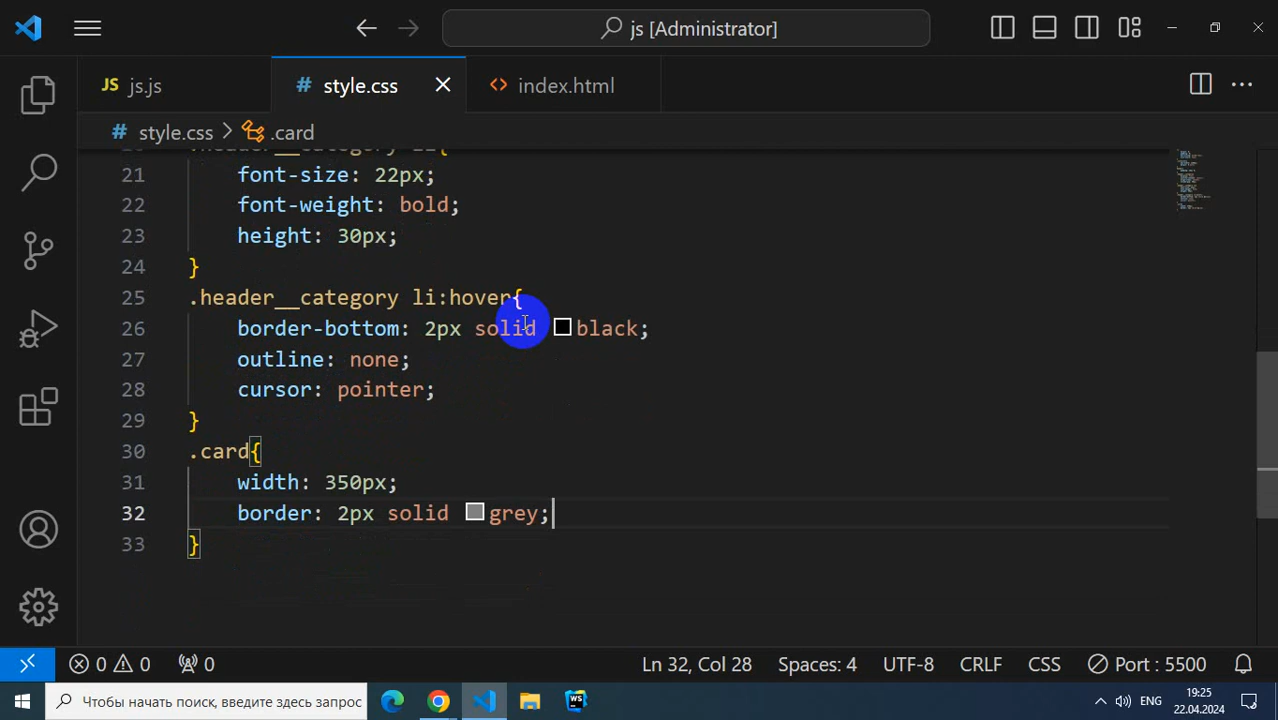 js [Administrator]
JS js.js
# style.css
<> index.html
# style.css > .card
.header__category li{
21 font-size: 22px;
22 font-weight: bold;
23 height: 30px;
24 }
25 .header__category li:hover{
26 border-bottom: 2px solid black;
27 outline: none;
28 cursor: pointer;
29 }
30 .card{
31 width: 350px;
32 border: 2px solid grey;
33 }
0 0 0 Ln 32, Col 28 Spaces: 4 UTF-8 CRLF CSS Port : 5500
Чтобы начать поиск, введите здесь запрос
WS
ENG
19:25
22.04.2024